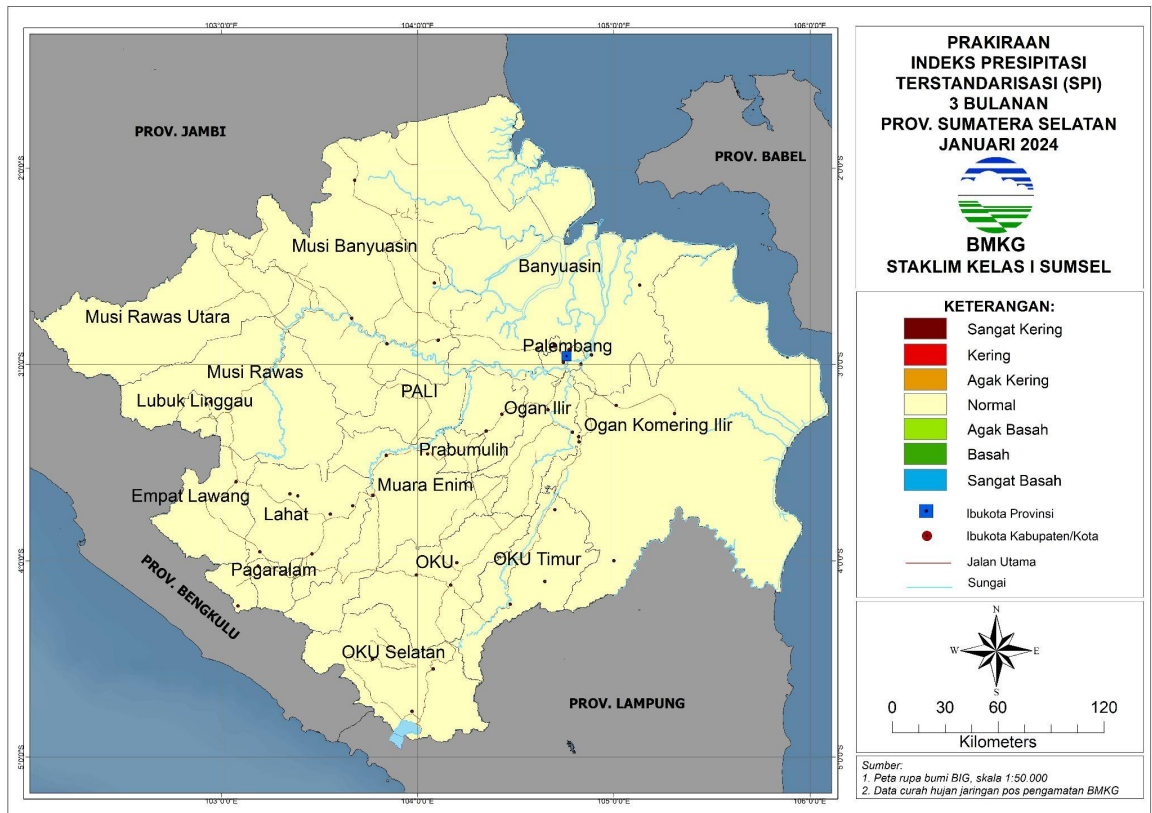 PRAKIRAAN
INDEKS PRESIPITASI
TERSTANDARISASI (SPI)
3 BULANAN
PROV. SUMATERA SELATAN
JANUARI 2024
BMKG
STAKLIM KELAS I SUMSEL
KETERANGAN:
Sangat Kering
Kering
Agak Kering
Normal
Agak Basah
Basah
Sangat Basah
Ibukota Provinsi
Ibukota Kabupaten/Kota
Jalan Utama
Sungai
N
W E
S
0 30 60 120
Kilometers
Sumber:
1. Peta rupa bumi BIG, skala 1:50.000
2. Data curah hujan jaringan pos pengamatan BMKG
103°0'0"E 104°0'0"E 105°0'0"E 106°0'0"E
PROV. JAMBI
PROV. BABEL
2°0'0"S 2°0'0"S
Musi Banyuasin
Banyuasin
Musi Rawas Utara
Palembang
3°0'0"S 3°0'0"S
Musi Rawas
PALI
Lubuk Linggau
Ogan Ilir
Ogan Komering Ilir
Prabumulih
Muara Enim
Empat Lawang
Lahat
4°0'0"S 4°0'0"S
Pagaralam
OKU
OKU Timur
PROV. BENGKULU
OKU Selatan
PROV. LAMPUNG
5°0'0"S 5°0'0"S
103°0'0"E 104°0'0"E 105°0'0"E 106°0'0"E